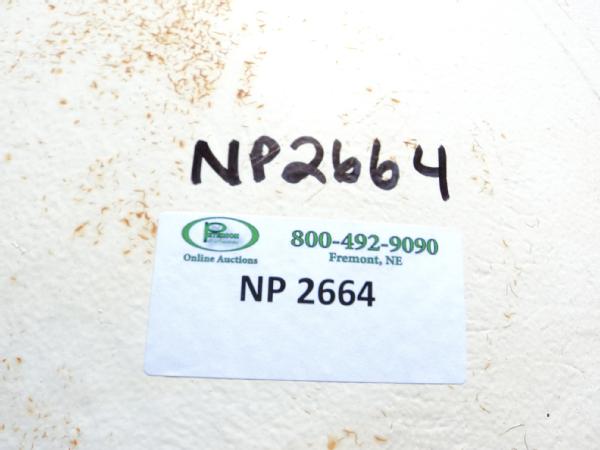 NP2664
800-492-9090
Online Auctions
Fremont, NE
NP 2664